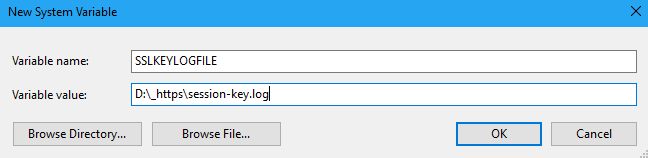 New System Variable
Variable name: SSLKEYLOGFILE
Variable value: D:\_https\session-key.log
Browse Directory... Browse File... OK Cancel